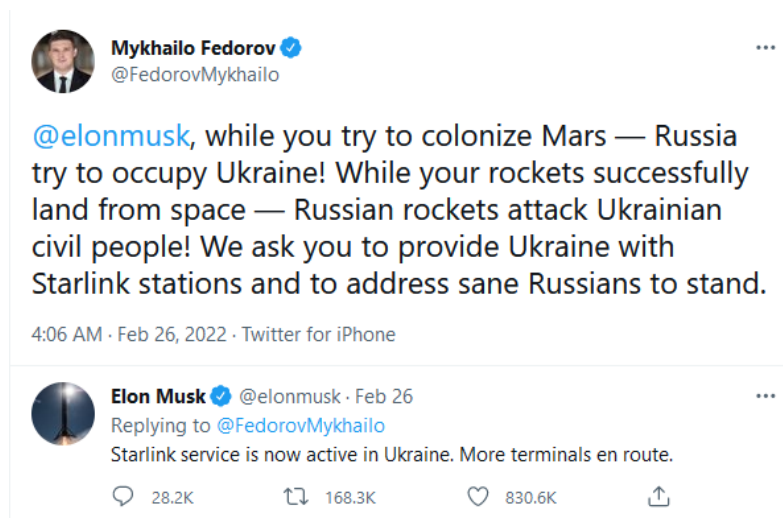 Mykhailo Fedorov
@FedorovMykhailo
@elonmusk, while you try to colonize Mars — Russia
try to occupy Ukraine! While your rockets successfully
land from space — Russian rockets attack Ukrainian
civil people! We ask you to provide Ukraine with
Starlink stations and to address sane Russians to stand.
4:06 AM · Feb 26, 2022 · Twitter for iPhone
Elon Musk @elonmusk · Feb 26
Replying to @FedorovMykhailo
Starlink service is now active in Ukraine. More terminals en route.
28.2K 168.3K 830.6K